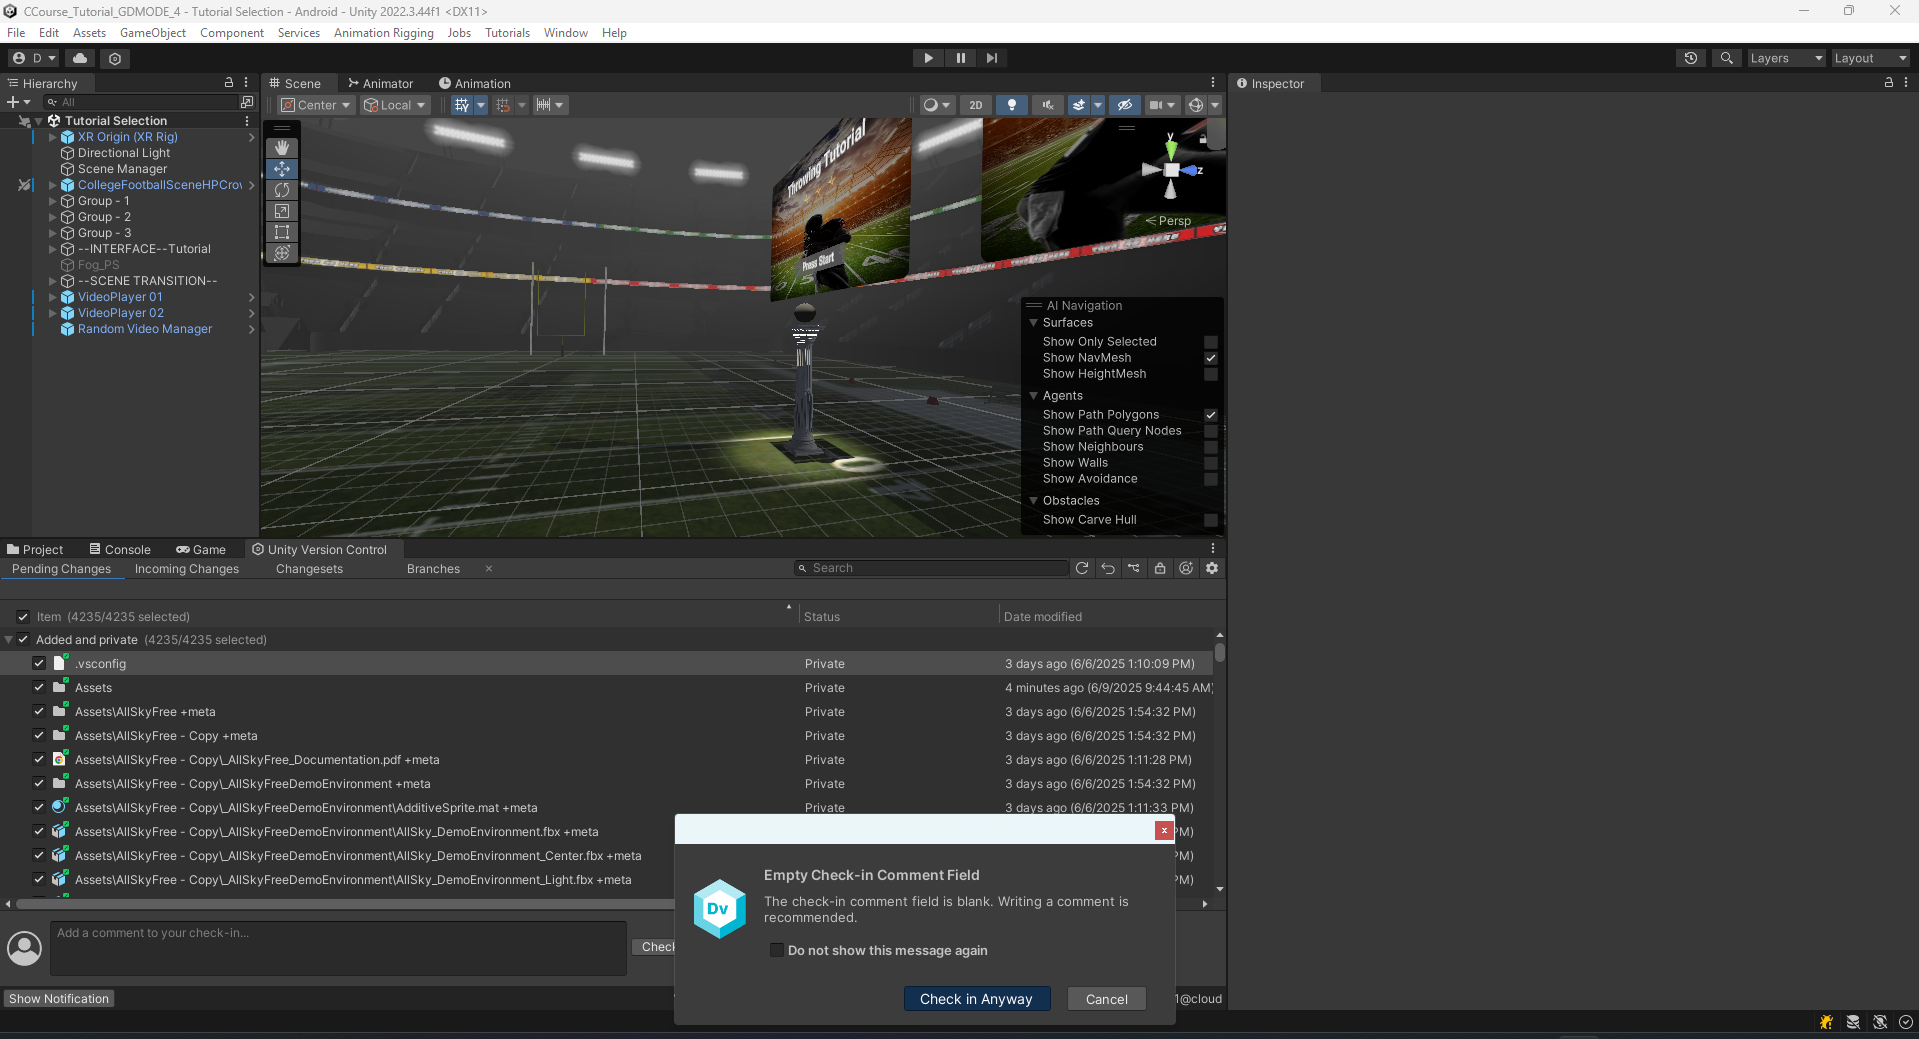 CCourse_Tutorial_GDMODE_4 - Tutorial Selection - Android - Unity 2022.3.44f1 <DX11>
File Edit Assets GameObject Component Services Animation Rigging Jobs Tutorials Window Help
D Layers Layout
Hierarchy Scene Animator Animation Inspector
All Center Local 2D
Tutorial Selection
XR Origin (XR Rig)
Directional Light
Scene Manager
CollegeFootballSceneHPCrov
Group - 1
Group - 2
Group - 3
--INTERFACE--Tutorial
Fog_PS
--SCENE TRANSITION--
VideoPlayer 01
VideoPlayer 02
Random Video Manager
Throwing Tutorial
Press Start
y
z
Persp
AI Navigation
Surfaces
Show Only Selected
Show NavMesh
Show HeightMesh
Agents
Show Path Polygons
Show Path Query Nodes
Show Neighbours
Show Walls
Show Avoidance
Obstacles
Show Carve Hull
Project Console Game Unity Version Control
Pending Changes Incoming Changes Changesets Branches Search
Item (4235/4235 selected) Status Date modified
Added and private (4235/4235 selected)
.vsconfig Private 3 days ago (6/6/2025 1:10:09 PM)
Assets Private 4 minutes ago (6/9/2025 9:44:45 AM)
Assets\AllSkyFree +meta Private 3 days ago (6/6/2025 1:54:32 PM)
Assets\AllSkyFree - Copy +meta Private 3 days ago (6/6/2025 1:54:32 PM)
Assets\AllSkyFree - Copy\_AllSkyFree_Documentation.pdf +meta Private 3 days ago (6/6/2025 1:11:28 PM)
Assets\AllSkyFree - Copy\_AllSkyFreeDemoEnvironment +meta Private 3 days ago (6/6/2025 1:54:32 PM)
Assets\AllSkyFree - Copy\_AllSkyFreeDemoEnvironment\AdditiveSprite.mat +meta Private 3 days ago (6/6/2025 1:11:33 PM)
Assets\AllSkyFree - Copy\_AllSkyFreeDemoEnvironment\AllSky_DemoEnvironment.fbx +meta PM)
Assets\AllSkyFree - Copy\_AllSkyFreeDemoEnvironment\AllSky_DemoEnvironment_Center.fbx +meta PM)
Assets\AllSkyFree - Copy\_AllSkyFreeDemoEnvironment\AllSky_DemoEnvironment_Light.fbx +meta PM)
Add a comment to your check-in...
Check
Dv
Empty Check-in Comment Field
The check-in comment field is blank. Writing a comment is
recommended.
Do not show this message again
Check in Anyway Cancel
Show Notification 1@cloud